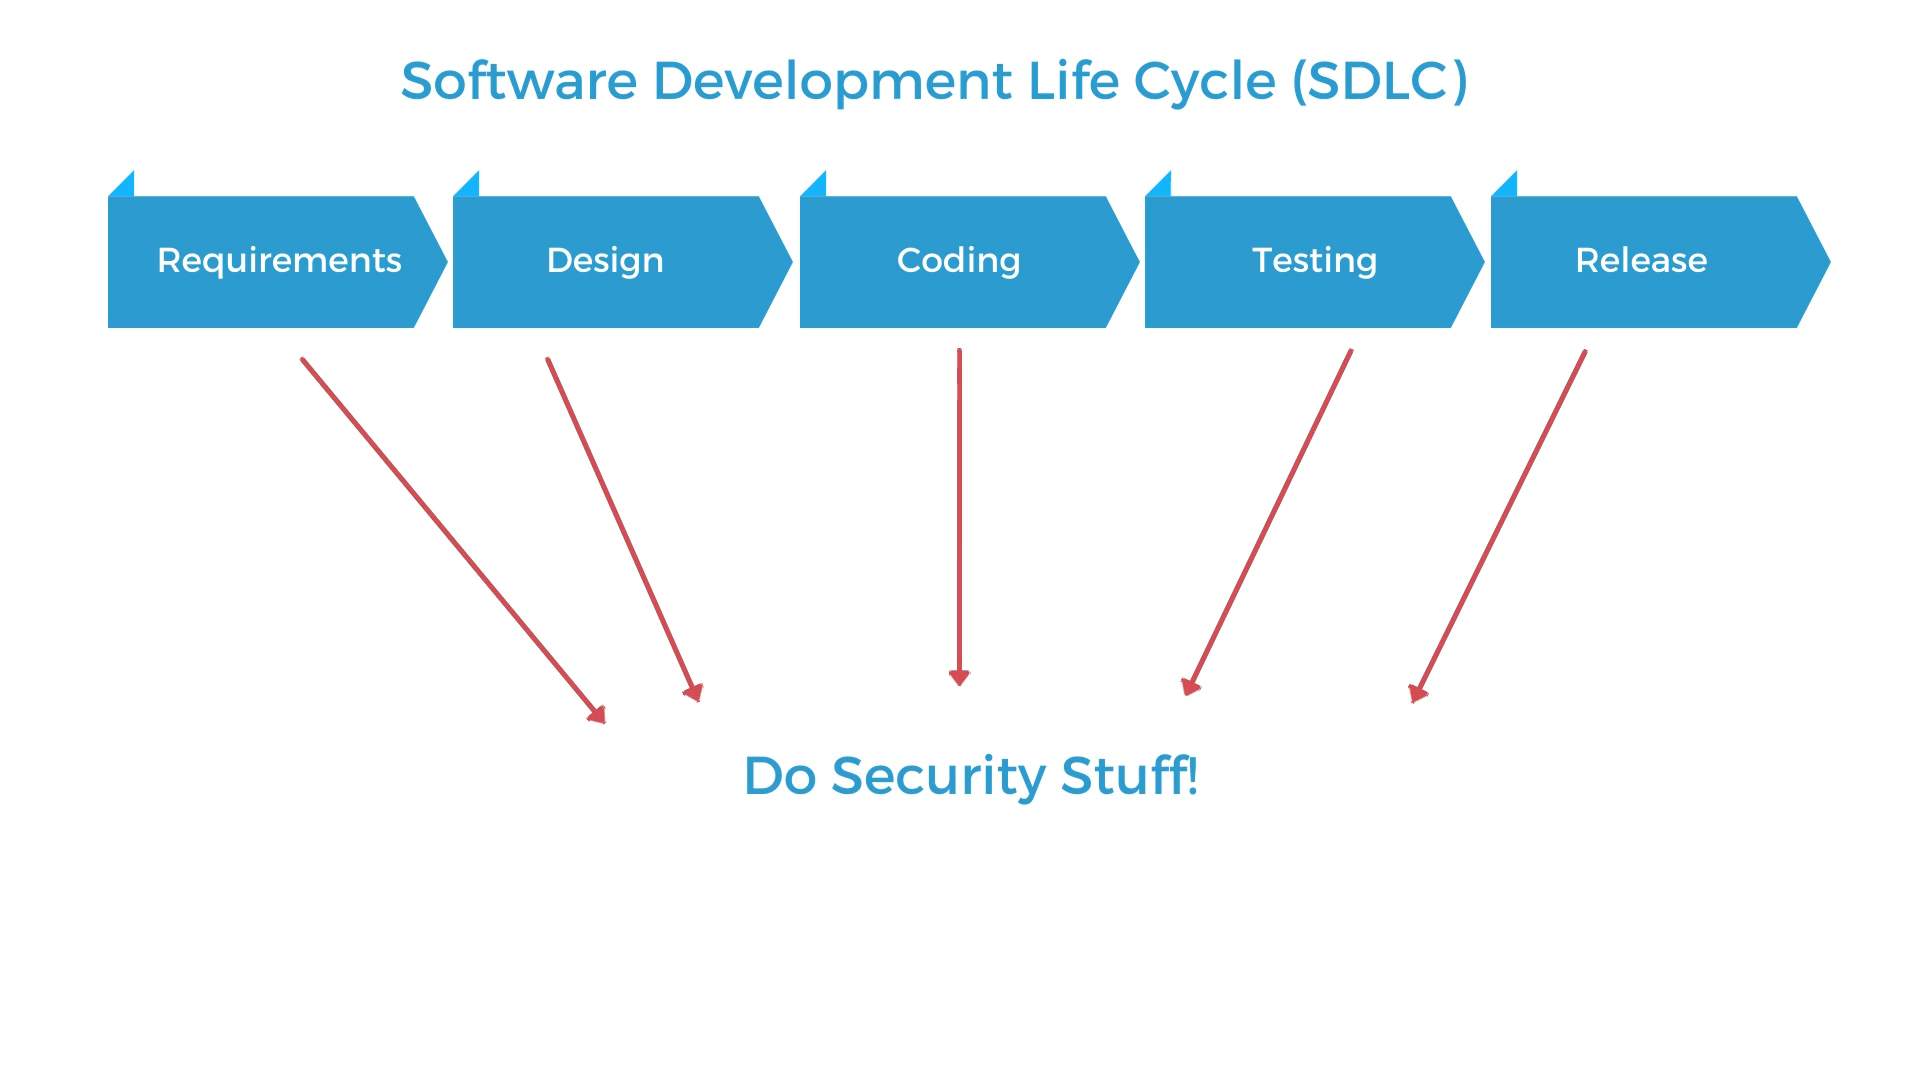 Software Development Life Cycle (SDLC)
Requirements
Design
Coding
Testing
Release
Do Security Stuff!